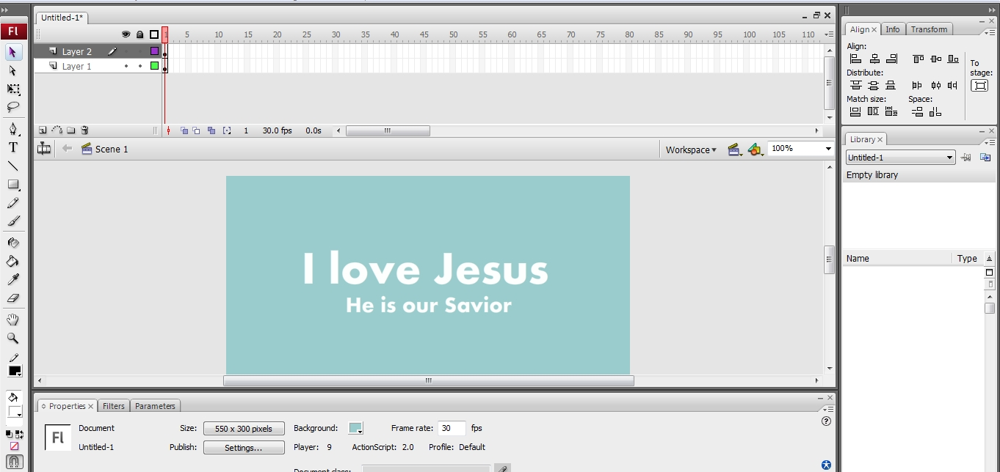 Untitled-1*
Fl
1 5 10 15 20 25 30 35 40 45 50 55 60 65 70 75 80 85 90 95 100 105 110
Layer 2
Layer 1
1 30.0 fps 0.0s
Scene 1
Workspace
100%
I love Jesus
He is our Savior
Align Info Transform
Align:
To
stage:
Distribute:
Match size: Space:
Library
Untitled-1
Empty library
Name Type
Properties Filters Parameters
Fl
Document Size: 550 x 300 pixels Background: Frame rate: 30 fps
Untitled-1 Publish: Settings... Player: 9 ActionScript: 2.0 Profile: Default
Document class: